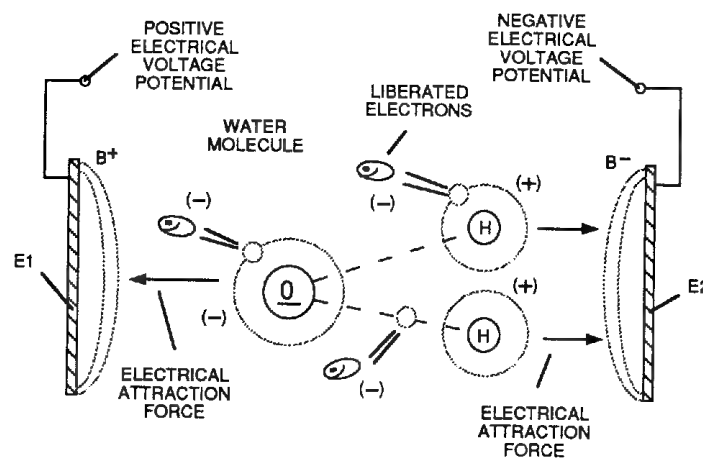 POSITIVE
ELECTRICAL
VOLTAGE
POTENTIAL
NEGATIVE
ELECTRICAL
VOLTAGE
POTENTIAL
LIBERATED
ELECTRONS
WATER
MOLECULE
B+
B−
(−)
(−)
(+)
H
E1
O
(−)
(+)
E2
H
(−)
ELECTRICAL
ATTRACTION
FORCE
ELECTRICAL
ATTRACTION
FORCE